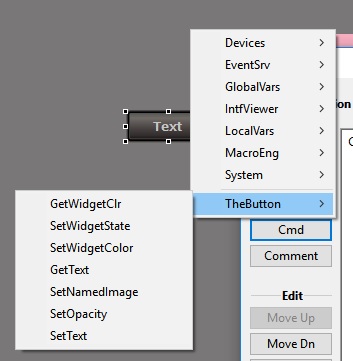 Devices
EventSrv
GlobalVars
IntfViewer
LocalVars
MacroEng
System
TheButton
Text
GetWidgetClr
SetWidgetState
SetWidgetColor
GetText
SetNamedImage
SetOpacity
SetText
on
Cmd
Comment
Edit
Move Up
Move Dn